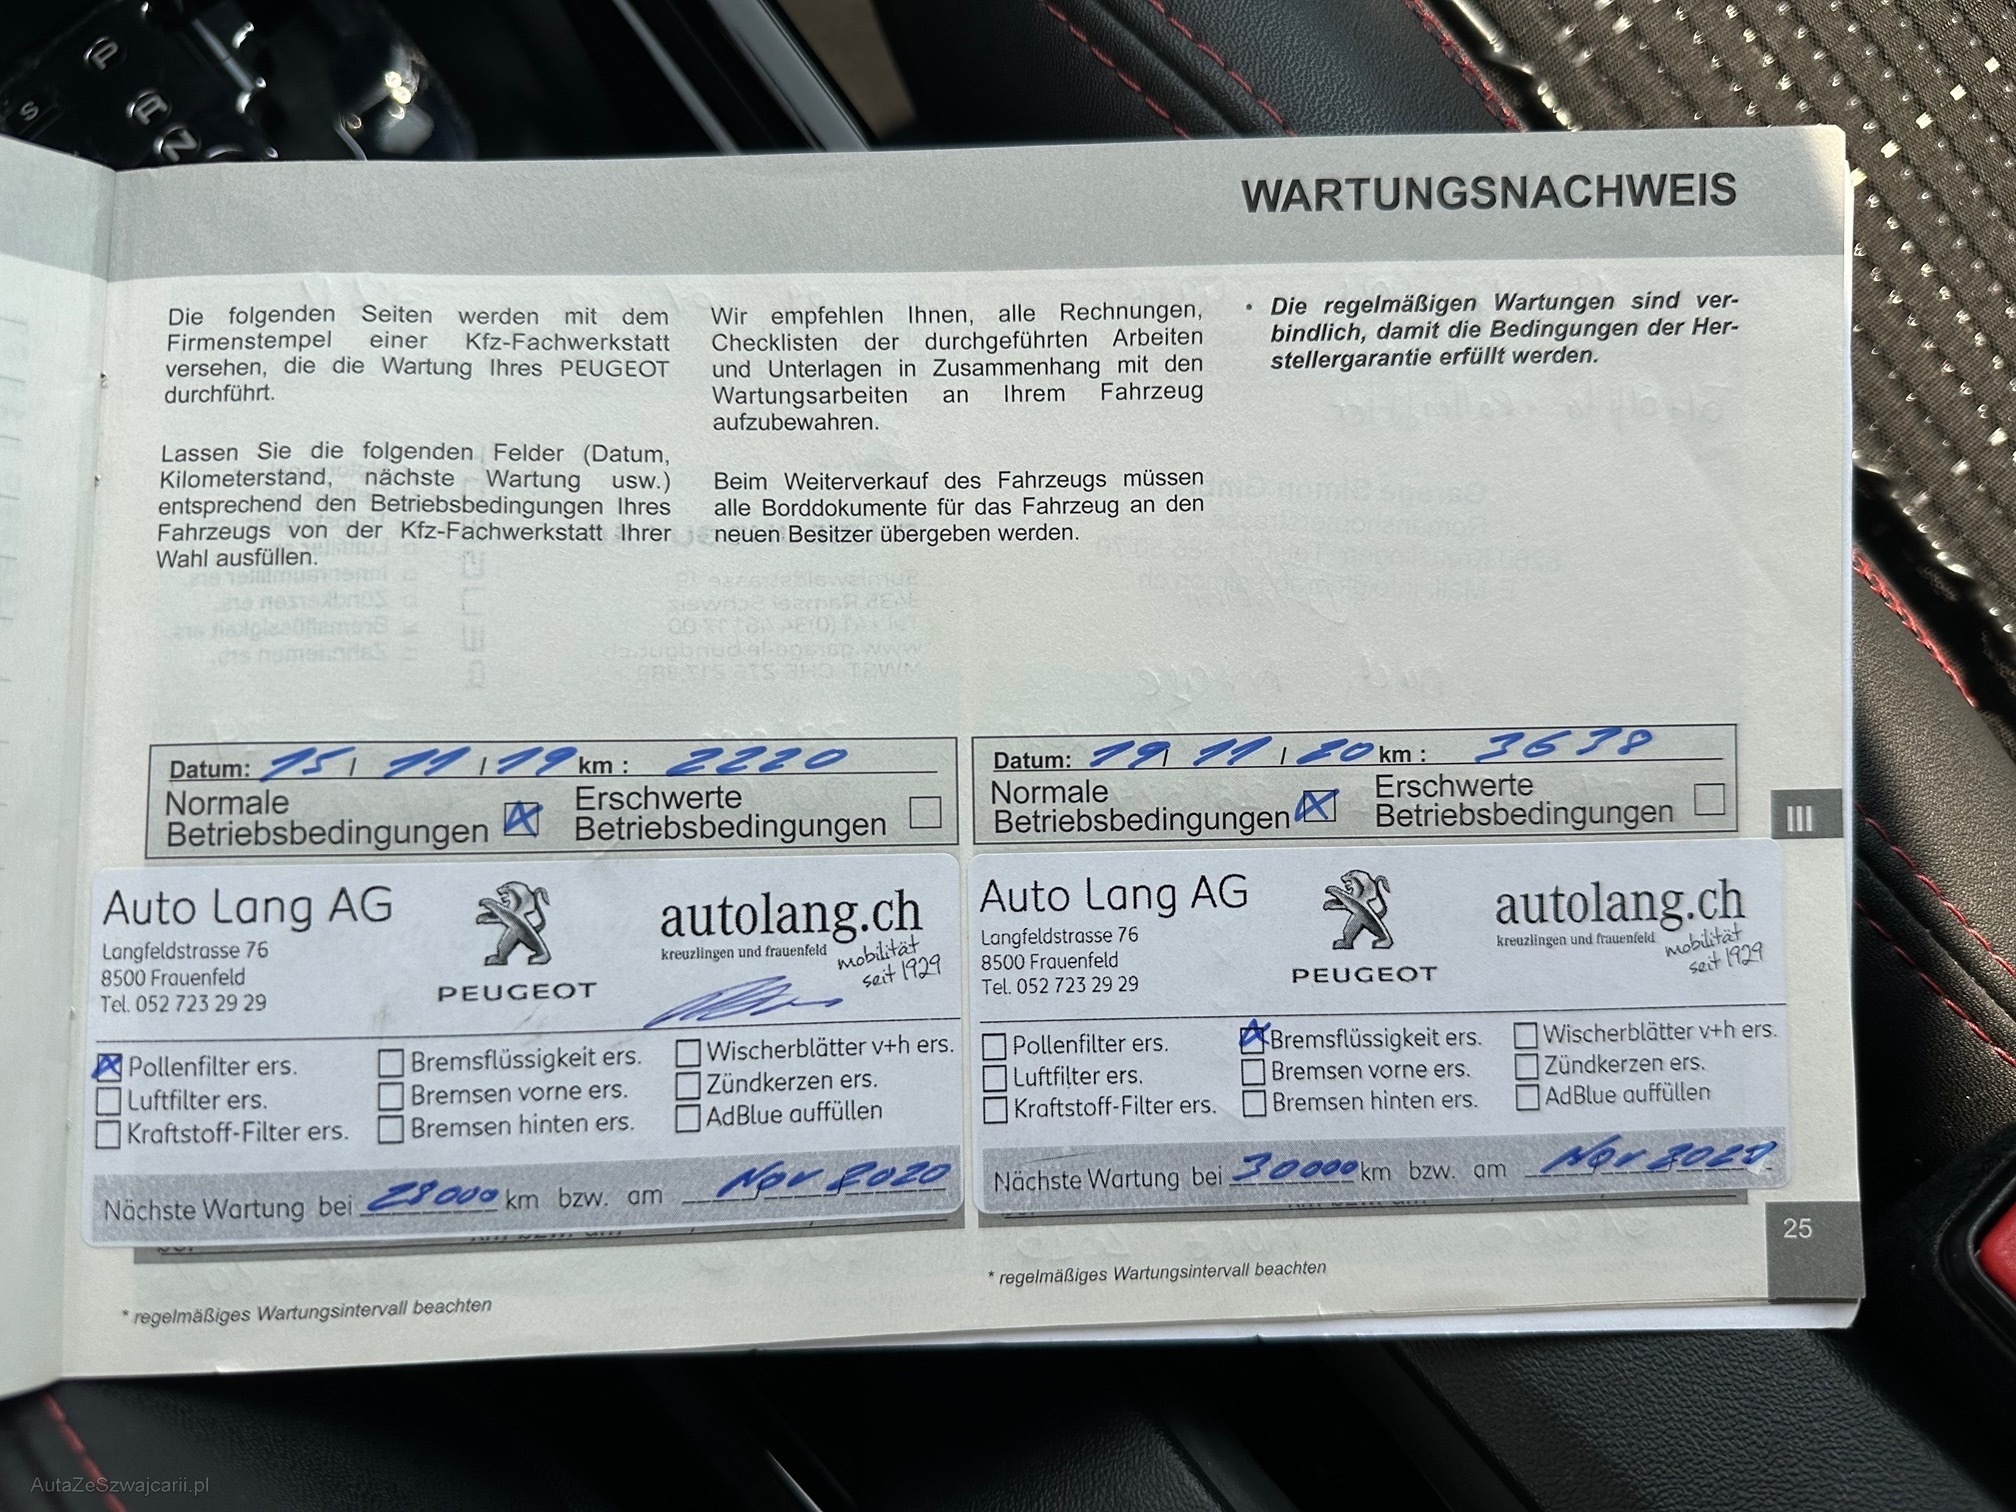 P
R
N
S
WARTUNGSNACHWEIS
Die folgenden Seiten werden mit dem
Firmenstempel einer Kfz-Fachwerkstatt
versehen, die die Wartung Ihres PEUGEOT
durchführt.
Lassen Sie die folgenden Felder (Datum,
Kilometerstand, nächste Wartung usw.)
entsprechend den Betriebsbedingungen Ihres
Fahrzeugs von der Kfz-Fachwerkstatt Ihrer
Wahl ausfüllen.
Wir empfehlen Ihnen, alle Rechnungen,
Checklisten der durchgeführten Arbeiten
und Unterlagen in Zusammenhang mit den
Wartungsarbeiten an Ihrem Fahrzeug
aufzubewahren.
Beim Weiterverkauf des Fahrzeugs müssen
alle Borddokumente für das Fahrzeug an den
neuen Besitzer übergeben werden.
• Die regelmäßigen Wartungen sind ver-
bindlich, damit die Bedingungen der Her-
stellergarantie erfüllt werden.
Datum: 15 / 11 / 19 km : 2220
Normale
Betriebsbedingungen
Erschwerte
Betriebsbedingungen
Auto Lang AG
Langfeldstrasse 76
8500 Frauenfeld
Tel. 052 723 29 29
PEUGEOT
autolang.ch
kreuzlingen und frauenfeld
mobilität
seit 1929
Pollenfilter ers.
Luftfilter ers.
Kraftstoff-Filter ers.
Bremsflüssigkeit ers.
Bremsen vorne ers.
Bremsen hinten ers.
Wischerblätter v+h ers.
Zündkerzen ers.
AdBlue auffüllen
Nächste Wartung bei 28000 km bzw. am Nov 2020
* regelmäßiges Wartungsintervall beachten
Datum: 19 / 11 / 20 km : 3638
Normale
Betriebsbedingungen
Erschwerte
Betriebsbedingungen
Auto Lang AG
Langfeldstrasse 76
8500 Frauenfeld
Tel. 052 723 29 29
PEUGEOT
autolang.ch
kreuzlingen und frauenfeld
mobilität
seit 1929
Pollenfilter ers.
Luftfilter ers.
Kraftstoff-Filter ers.
Bremsflüssigkeit ers.
Bremsen vorne ers.
Bremsen hinten ers.
Wischerblätter v+h ers.
Zündkerzen ers.
AdBlue auffüllen
Nächste Wartung bei 30000 km bzw. am Nov 2021
* regelmäßiges Wartungsintervall beachten
III
25
AutaZeSzwajcarii.pl